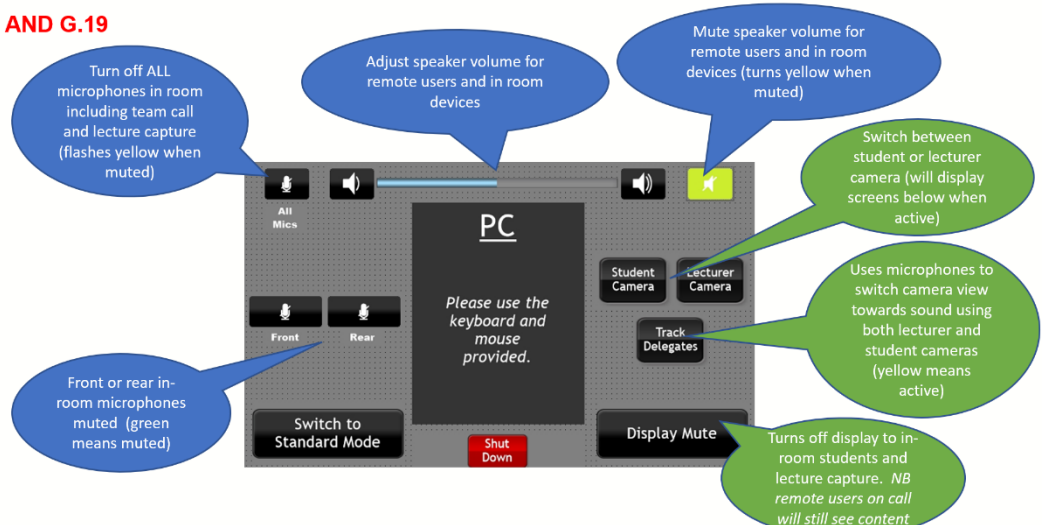 AND G.19
Turn off ALL
microphones in room
including team call
and lecture capture
(flashes yellow when
muted)
Adjust speaker volume for
remote users and in room
devices
Mute speaker volume for
remote users and in room
devices (turns yellow when
muted)
Switch between
student or lecturer
camera (will display
screens below when
active)
All
Mics
PC
Please use the
keyboard and
mouse
provided.
Student
Camera
Lecturer
Camera
Track
Delegates
Uses microphones to
switch camera view
towards sound using
both lecturer and
student cameras
(yellow means
active)
Front
Rear
Front or rear in-
room microphones
muted (green
means muted)
Switch to
Standard Mode
Shut
Down
Display Mute
Turns off display to in-
room students and
lecture capture. NB
remote users on call
will still see content